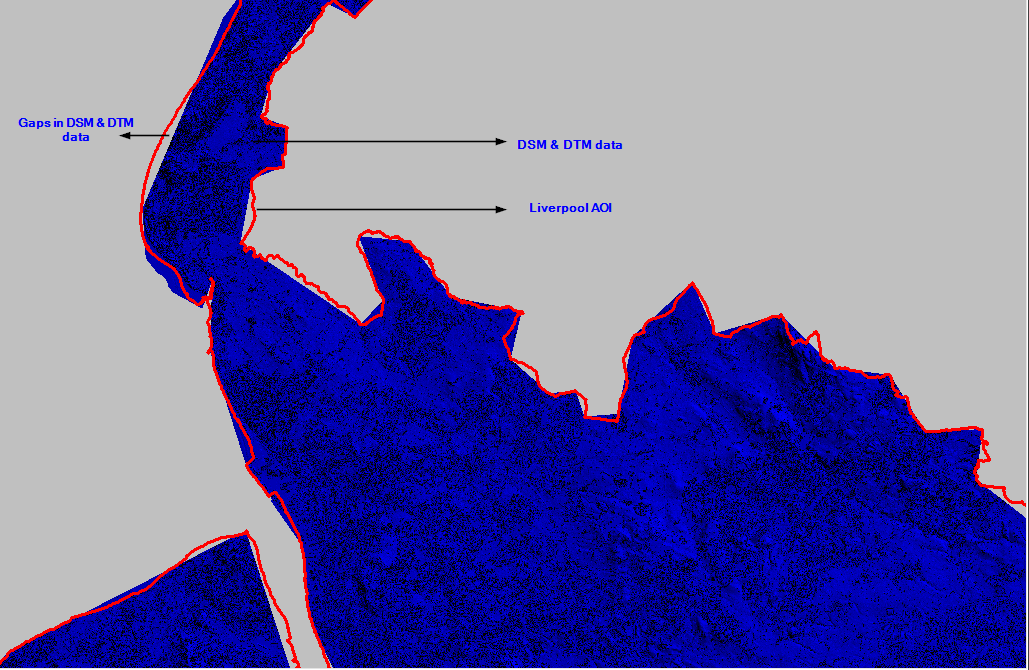 Gaps in DSM & DTM
data
DSM & DTM data
Liverpool AOI